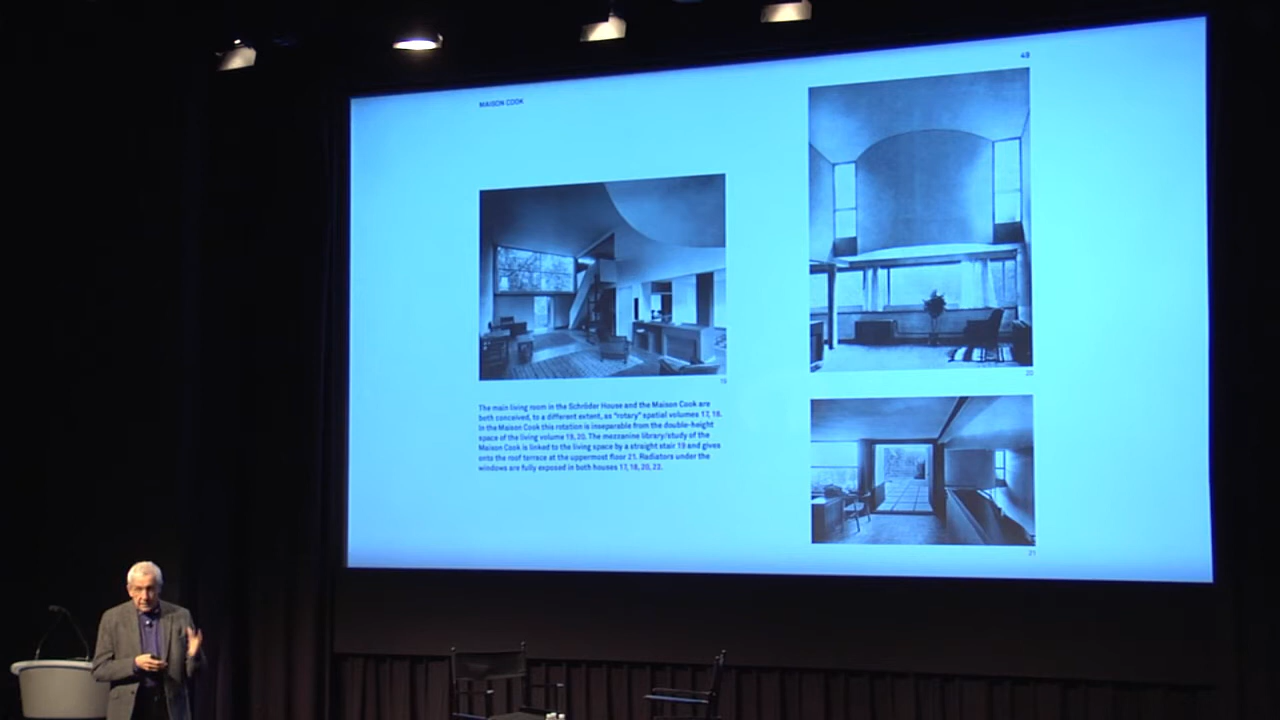 MAISON COOK
49
19
20
The main living room in the Schröder House and the Maison Cook are
both conceived, to a different extent, as "rotary" spatial volumes 17, 18.
In the Maison Cook this rotation is inseparable from the double-height
space of the living volume 19, 20. The mezzanine library/study of the
Maison Cook is linked to the living space by a straight stair 19 and gives
onto the roof terrace at the uppermost floor 21. Radiators under the
windows are fully exposed in both houses 17, 18, 20, 22.
21